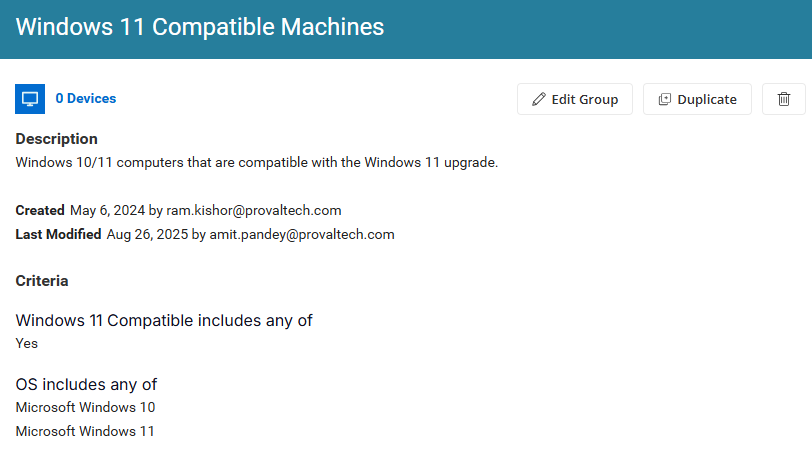 Windows 11 Compatible Machines
0 Devices
Edit Group
Duplicate
Description
Windows 10/11 computers that are compatible with the Windows 11 upgrade.
Created May 6, 2024 by ram.kishor@provaltech.com
Last Modified Aug 26, 2025 by amit.pandey@provaltech.com
Criteria
Windows 11 Compatible includes any of
Yes
OS includes any of
Microsoft Windows 10
Microsoft Windows 11